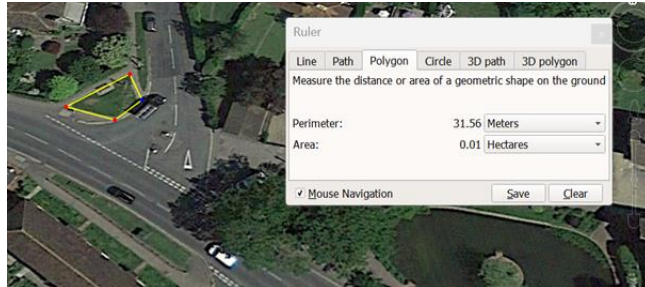 Ruler
Line Path Polygon Circle 3D path 3D polygon
Measure the distance or area of a geometric shape on the ground
Perimeter: 31.56 Meters
Area: 0.01 Hectares
Mouse Navigation Save Clear